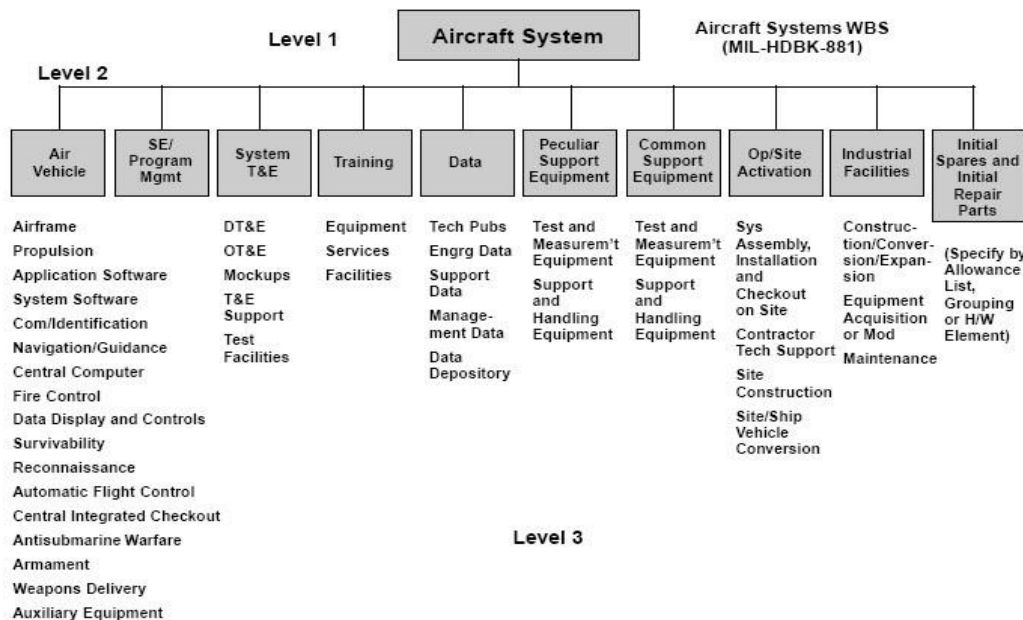 Level 1
Aircraft System
Aircraft Systems WBS
(MIL-HDBK-881)
Level 2
Air
Vehicle
SE/
Program
Mgmt
System
T&E
Training
Data
Peculiar
Support
Equipment
Common
Support
Equipment
Op/Site
Activation
Industrial
Facilities
Initial
Spares and
Initial
Repair
Parts
Airframe
Propulsion
Application Software
System Software
Com/Identification
Navigation/Guidance
Central Computer
Fire Control
Data Display and Controls
Survivability
Reconnaissance
Automatic Flight Control
Central Integrated Checkout
Antisubmarine Warfare
Armament
Weapons Delivery
Auxiliary Equipment
DT&E
OT&E
Mockups
T&E
Support
Test
Facilities
Equipment
Services
Facilities
Tech Pubs
Engrg Data
Support
Data
Manage-
ment Data
Data
Depository
Test and
Measurem't
Equipment
Support
and
Handling
Equipment
Test and
Measurem't
Equipment
Support
and
Handling
Equipment
Sys
Assembly,
Installation
and
Checkout
on Site
Contractor
Tech Support
Site
Construction
Site/Ship
Vehicle
Conversion
Construc-
tion/Conver-
sion/Expan-
sion
Equipment
Acquisition
or Mod
Maintenance
(Specify by
Allowance
List,
Grouping
or H/W
Element)
Level 3